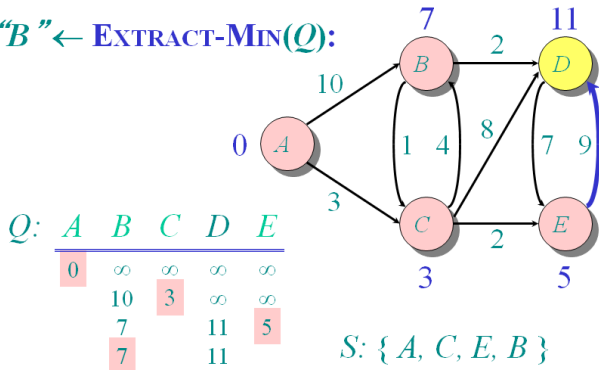 “B” ← EXTRACT-MIN(Q):
7
11
B
2
D
10
0
A
1
4
8
7
9
3
C
2
E
3
5
Q: A B C D E
0 ∞ ∞ ∞ ∞
10 3 ∞ ∞
7 11 5
7 11
S: { A, C, E, B }